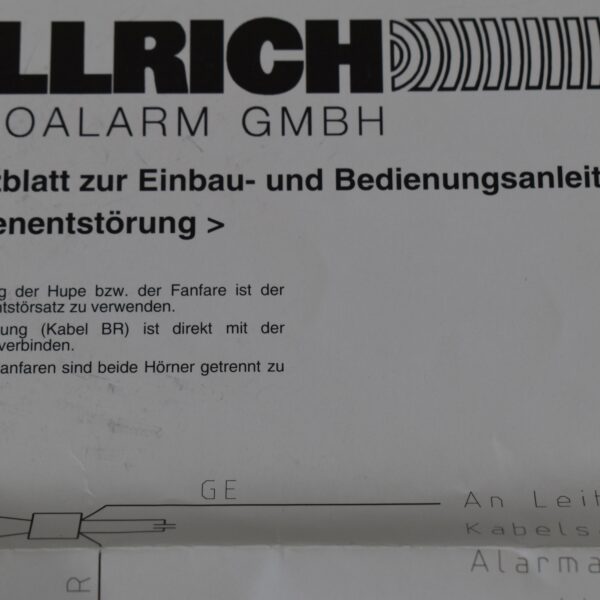 LLRICH
OALARM GMBH
tzblatt zur Einbau- und Bedienungsanleit
enentstörung >
g der Hupe bzw. der Fanfare ist der
ntstörsatz zu verwenden.
ung (Kabel BR) ist direkt mit der
verbinden.
anfaren sind beide Hörner getrennt zu
GE
An Leit
Kabels
Alarma
R